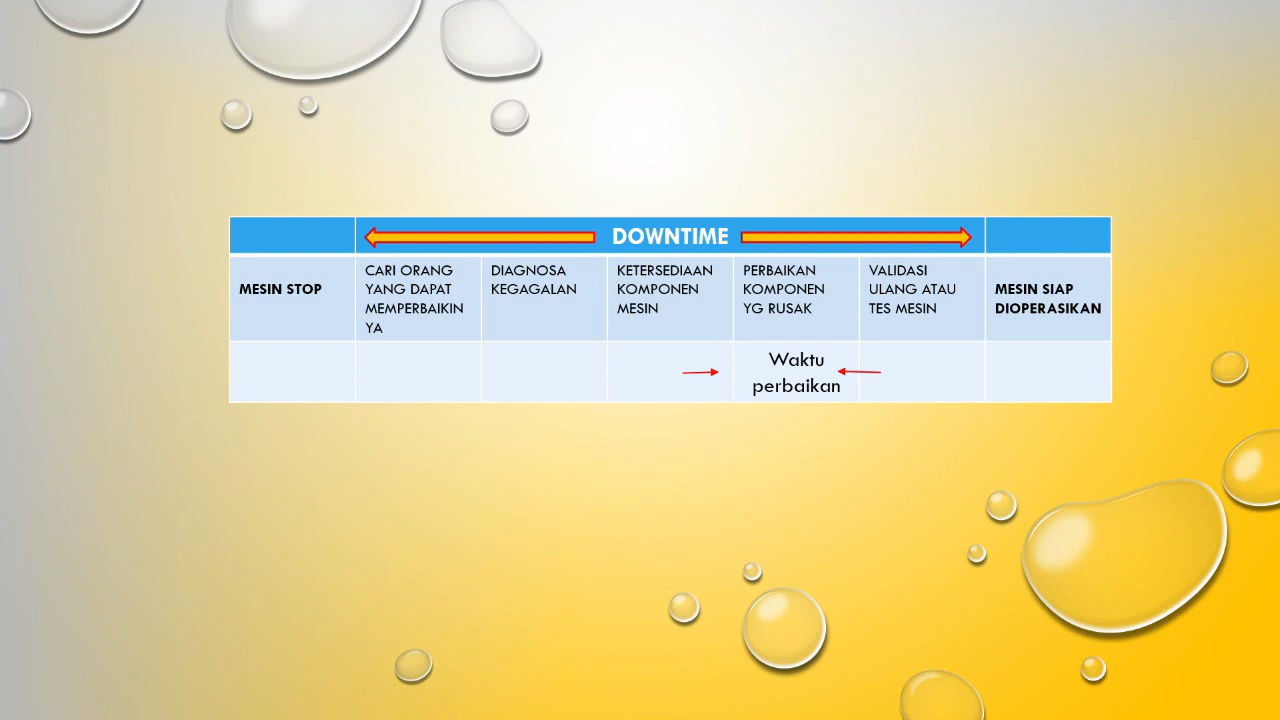 DOWNTIME
MESIN STOP
CARI ORANG
YANG DAPAT
MEMPERBAIKIN
YA
DIAGNOSA
KEGAGALAN
KETERSEDIAAN
KOMPONEN
MESIN
PERBAIKAN
KOMPONEN
YG RUSAK
VALIDASI
ULANG ATAU
TES MESIN
MESIN SIAP
DIOPERASIKAN
Waktu
perbaikan